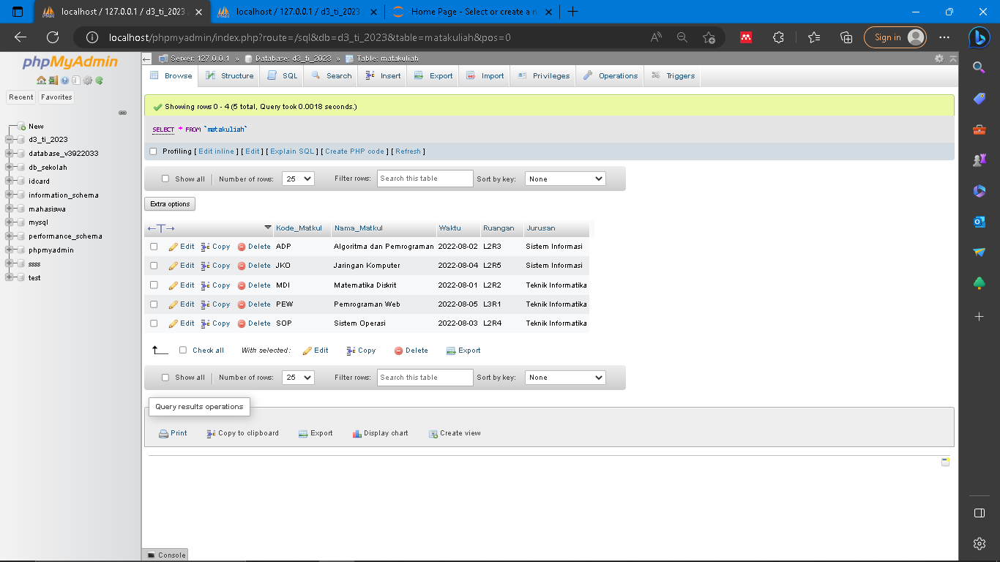 localhost / 127.0.0.1 / d3_ti_2023
localhost / 127.0.0.1 / d3_ti_2023
Home Page - Select or create a n
localhost/phpmyadmin/index.php?route=/sql&db=d3_ti_2023&table=matakuliah&pos=0
Sign in
phpMyAdmin
Recent Favorites
New
d3_ti_2023
database_v3922033
db_sekolah
idcard
information_schema
mahasiswa
mysql
performance_schema
phpmyadmin
ssss
test
Server: 127.0.0.1 » Database: d3_ti_2023 » Table: matakuliah
Browse Structure SQL Search Insert Export Import Privileges Operations Triggers
Showing rows 0 - 4 (5 total, Query took 0.0018 seconds.)
SELECT * FROM `matakuliah`
Profiling [ Edit inline ] [ Edit ] [ Explain SQL ] [ Create PHP code ] [ Refresh ]
Show all Number of rows: 25 Filter rows: Search this table Sort by key: None
Extra options
←T→ Kode_Matkul Nama_Matkul Waktu Ruangan Jurusan
Edit Copy Delete ADP Algoritma dan Pemrograman 2022-08-02 L2R3 Sistem Informasi
Edit Copy Delete JKO Jaringan Komputer 2022-08-04 L2R5 Sistem Informasi
Edit Copy Delete MDI Matematika Diskrit 2022-08-01 L2R2 Teknik Informatika
Edit Copy Delete PEW Pemrograman Web 2022-08-05 L3R1 Teknik Informatika
Edit Copy Delete SOP Sistem Operasi 2022-08-03 L2R4 Teknik Informatika
Check all With selected: Edit Copy Delete Export
Show all Number of rows: 25 Filter rows: Search this table Sort by key: None
Query results operations
Print Copy to clipboard Export Display chart Create view
Console